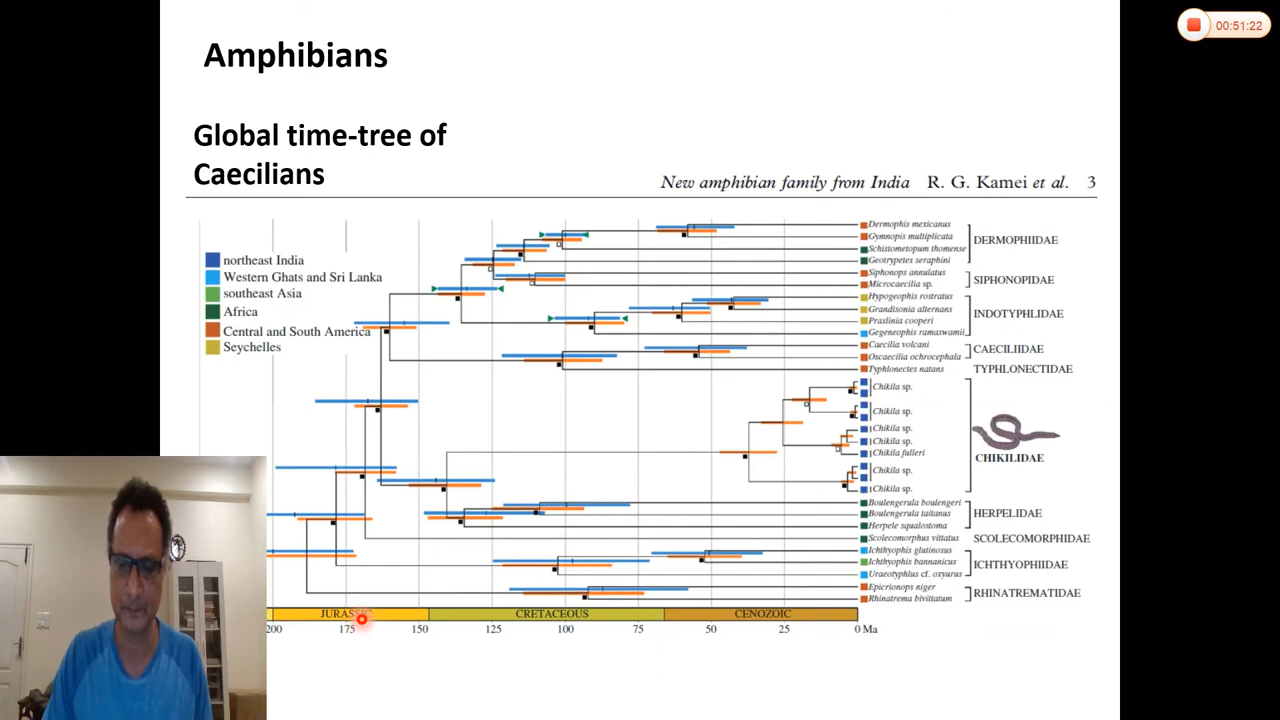 00:51:22
Amphibians
Global time-tree of
Caecilians
New amphibian family from India R. G. Kamei et al. 3
northeast India
Western Ghats and Sri Lanka
southeast Asia
Africa
Central and South America
Seychelles
Dermophis mexicanus
Gymnopis multiplicata
Schistometopum thomense
Geotrypetes seraphini
DERMOPHIIDAE
Siphonops annulatus
Microcaecilia sp.
SIPHONOPIDAE
Hypogeophis rostratus
Grandisonia alternans
Praslinia cooperi
Gegeneophis ramaswamii
INDOTYPHLIDAE
Caecilia volcani
Oscaecilia ochrocephala
CAECILIIDAE
Typhlonectes natans
TYPHLONECTIDAE
Chikila sp.
Chikila sp.
Chikila sp.
Chikila sp.
Chikila fulleri
Chikila sp.
Chikila sp.
CHIKILIDAE
Boulengerula boulengeri
Boulengerula taitanus
Herpele squalostoma
HERPELIDAE
Scolecomorphus vittatus
SCOLECOMORPHIDAE
Ichthyophis glutinosus
Ichthyophis bannanicus
Uraeotyphlus cf. oxyurus
ICHTHYOPHIIDAE
Epicrionops niger
Rhinatrema bivittatum
RHINATREMATIDAE
JURASSIC CRETACEOUS CENOZOIC
200 175 150 125 100 75 50 25 0 Ma